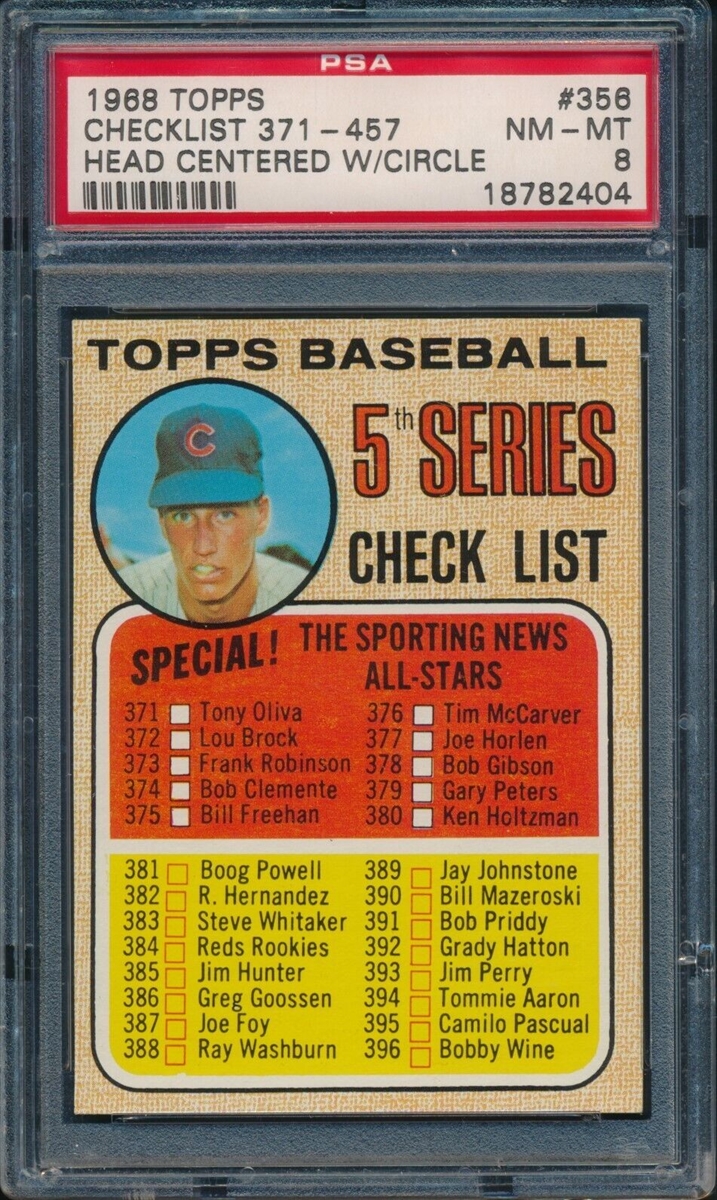 PSA
1968 TOPPS #356
CHECKLIST 371-457 NM-MT
HEAD CENTERED W/CIRCLE 8
18782404
TOPPS BASEBALL
C
5th SERIES
CHECK LIST
SPECIAL! THE SPORTING NEWS
ALL-STARS
371 Tony Oliva
372 Lou Brock
373 Frank Robinson
374 Bob Clemente
375 Bill Freehan
376 Tim McCarver
377 Joe Horlen
378 Bob Gibson
379 Gary Peters
380 Ken Holtzman
381 Boog Powell
382 R. Hernandez
383 Steve Whitaker
384 Reds Rookies
385 Jim Hunter
386 Greg Goossen
387 Joe Foy
388 Ray Washburn
389 Jay Johnstone
390 Bill Mazeroski
391 Bob Priddy
392 Grady Hatton
393 Jim Perry
394 Tommie Aaron
395 Camilo Pascual
396 Bobby Wine